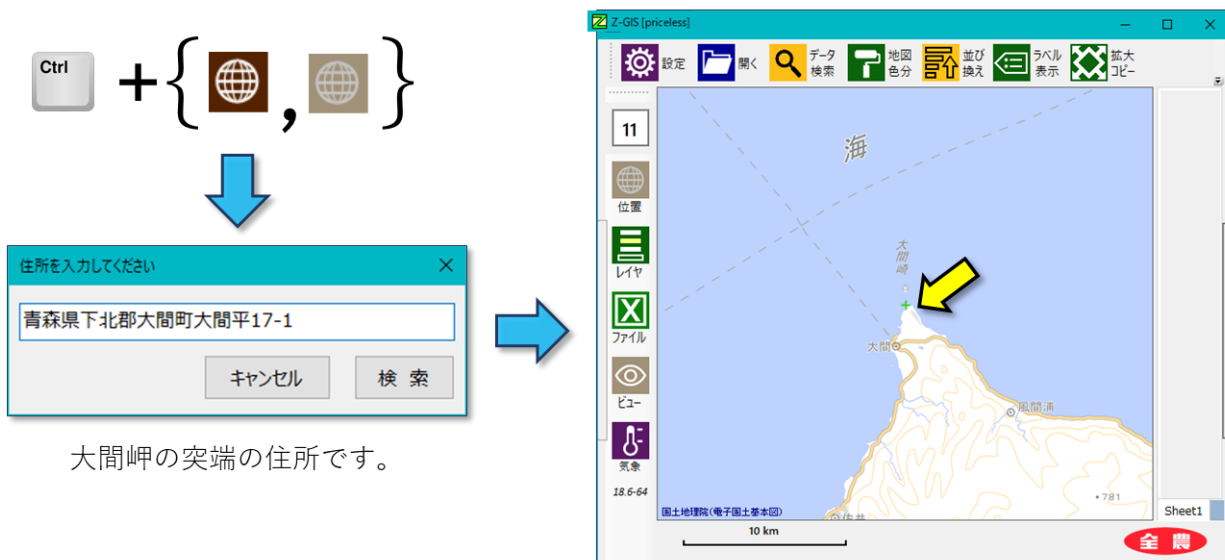 Ctrl
+{ , }
住所を入力してください
青森県下北郡大間町大間平17-1
キャンセル
検 索
大間岬の突端の住所です。
Z-GIS [priceless]
設定
開く
データ
検索
地図
色分
並び
換え
ラベル
表示
拡大
コピー
11
位置
レイヤ
ファイル
ビュー
気象
18.6-64
海
大間崎
大間
風間浦
佐井
・781
国土地理院(電子国土基本図)
10 km
Sheet1
全 農